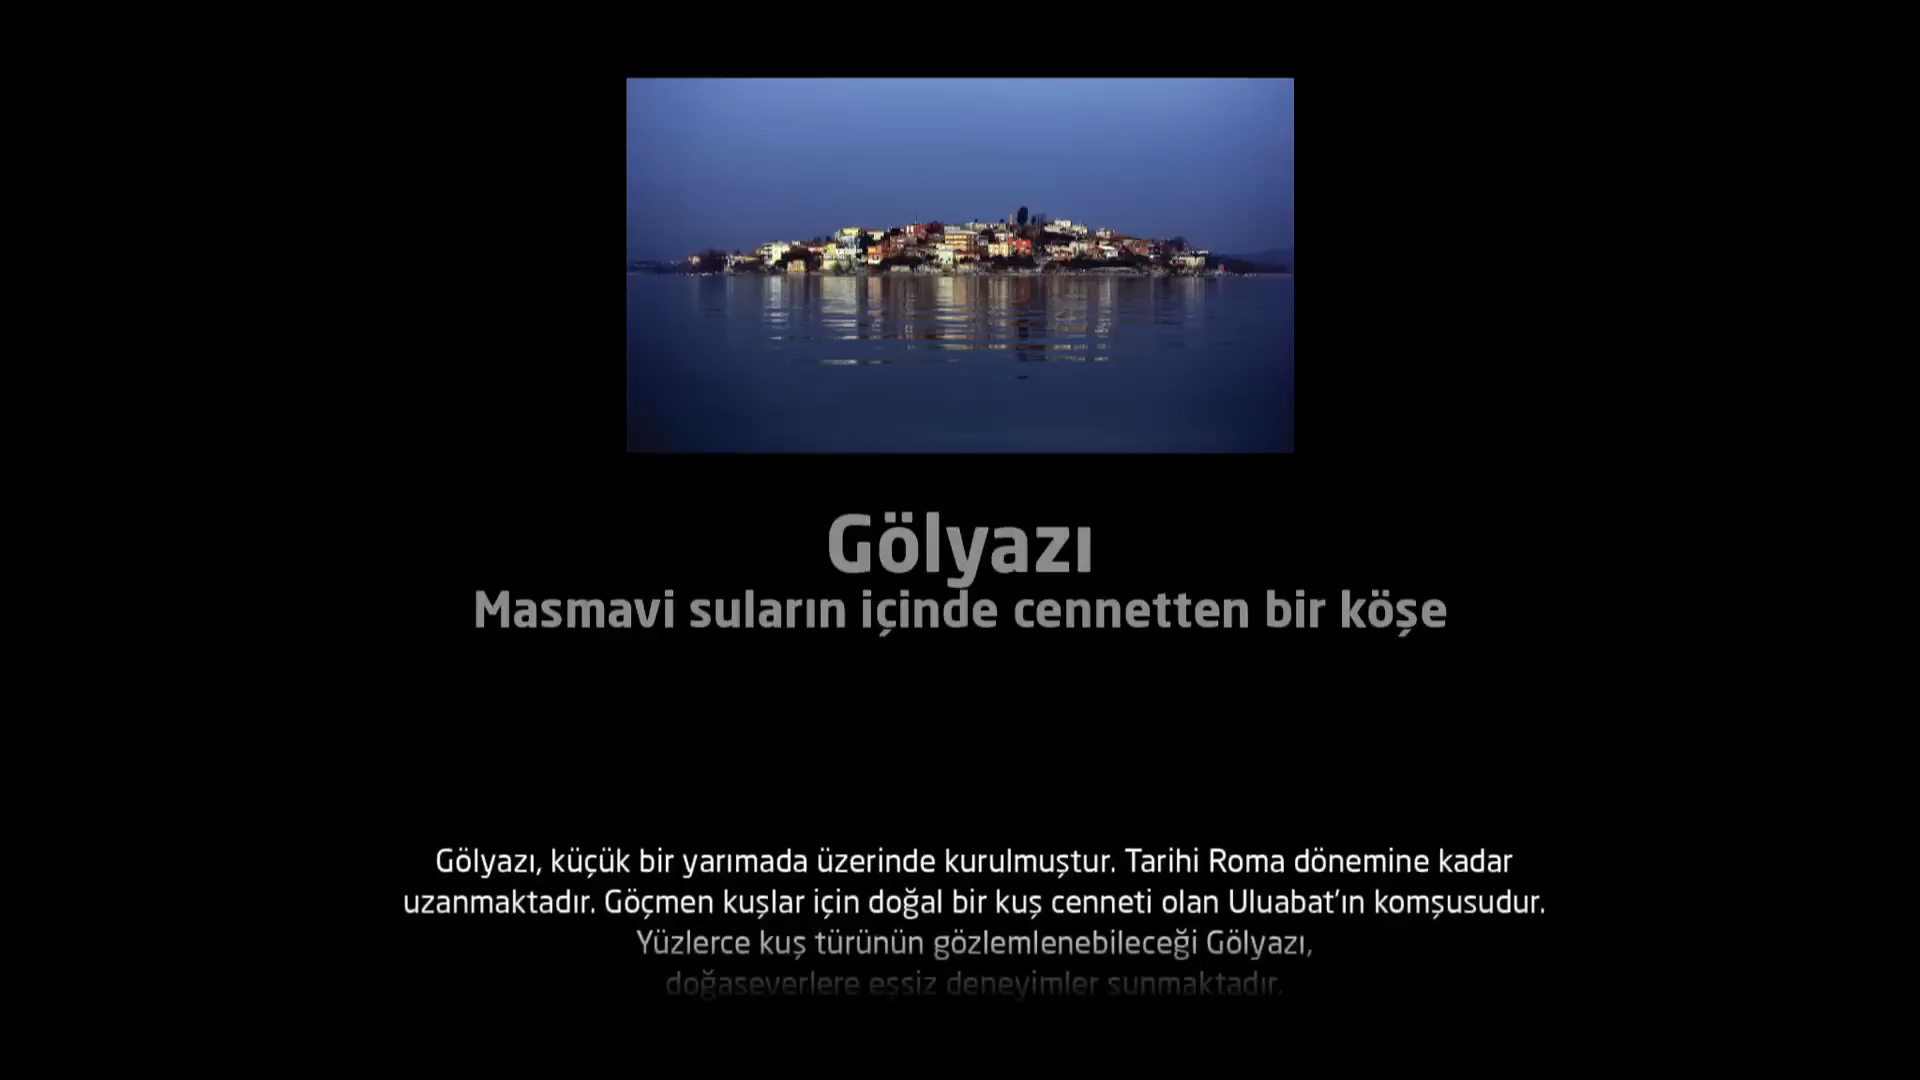 Gölyazı
Masmavi suların içinde cennetten bir köşe
Gölyazı, küçük bir yarımada üzerinde kurulmuştur. Tarihi Roma dönemine kadar
uzanmaktadır. Göçmen kuşlar için doğal bir kuş cenneti olan Uluabat’ın komşusudur.
Yüzlerce kuş türünün gözlemlenebileceği Gölyazı,
doğaseverlere eşsiz deneyimler sunmaktadır.